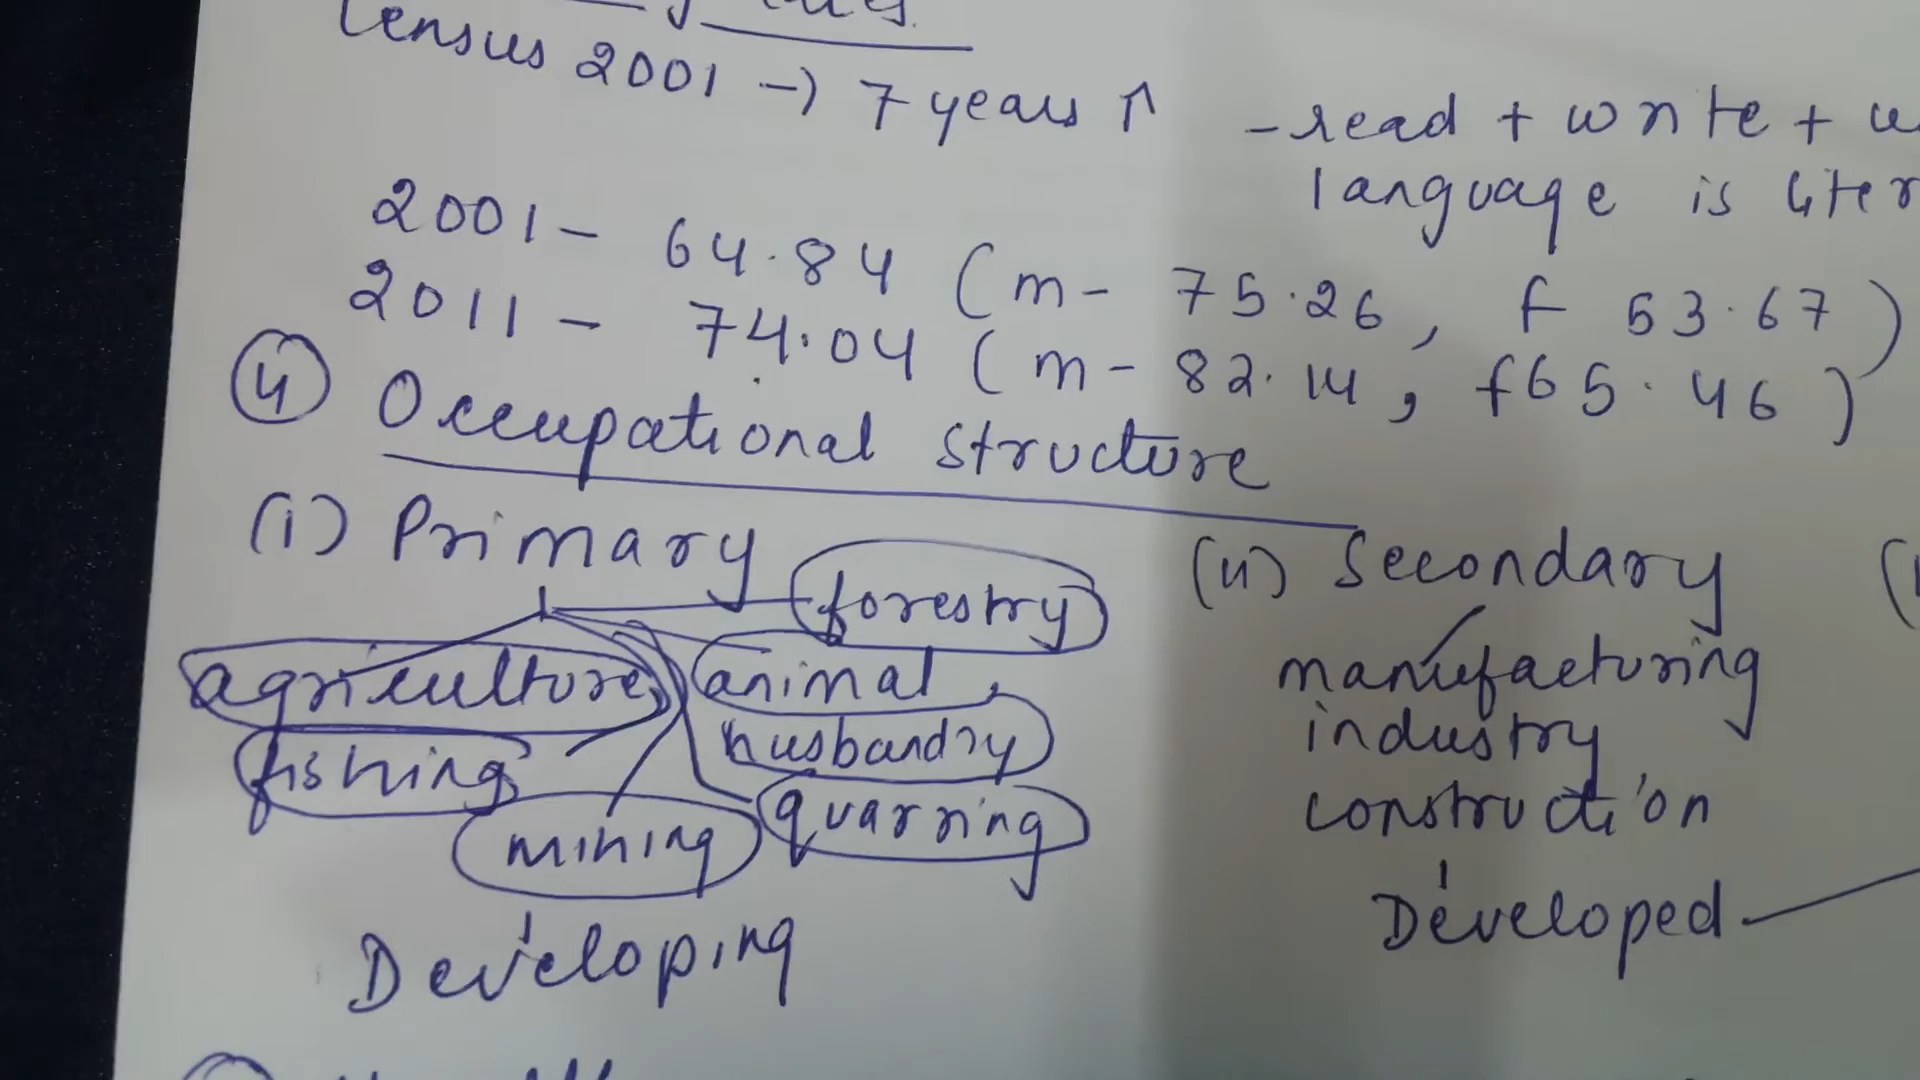 Census 2001 → 7 years ↑
- read + write + u
language is liter
2001 - 64.84 (m - 75.26, f 53.67)
2011 - 74.04 (m - 82.14, f 65.46)
④ Occupational structure
(i) Primary
forestry
agriculture
animal
husbandry
fishing
mining
quarring
Developing
(ii) Secondary
manufacturing
industry
construction
Developed